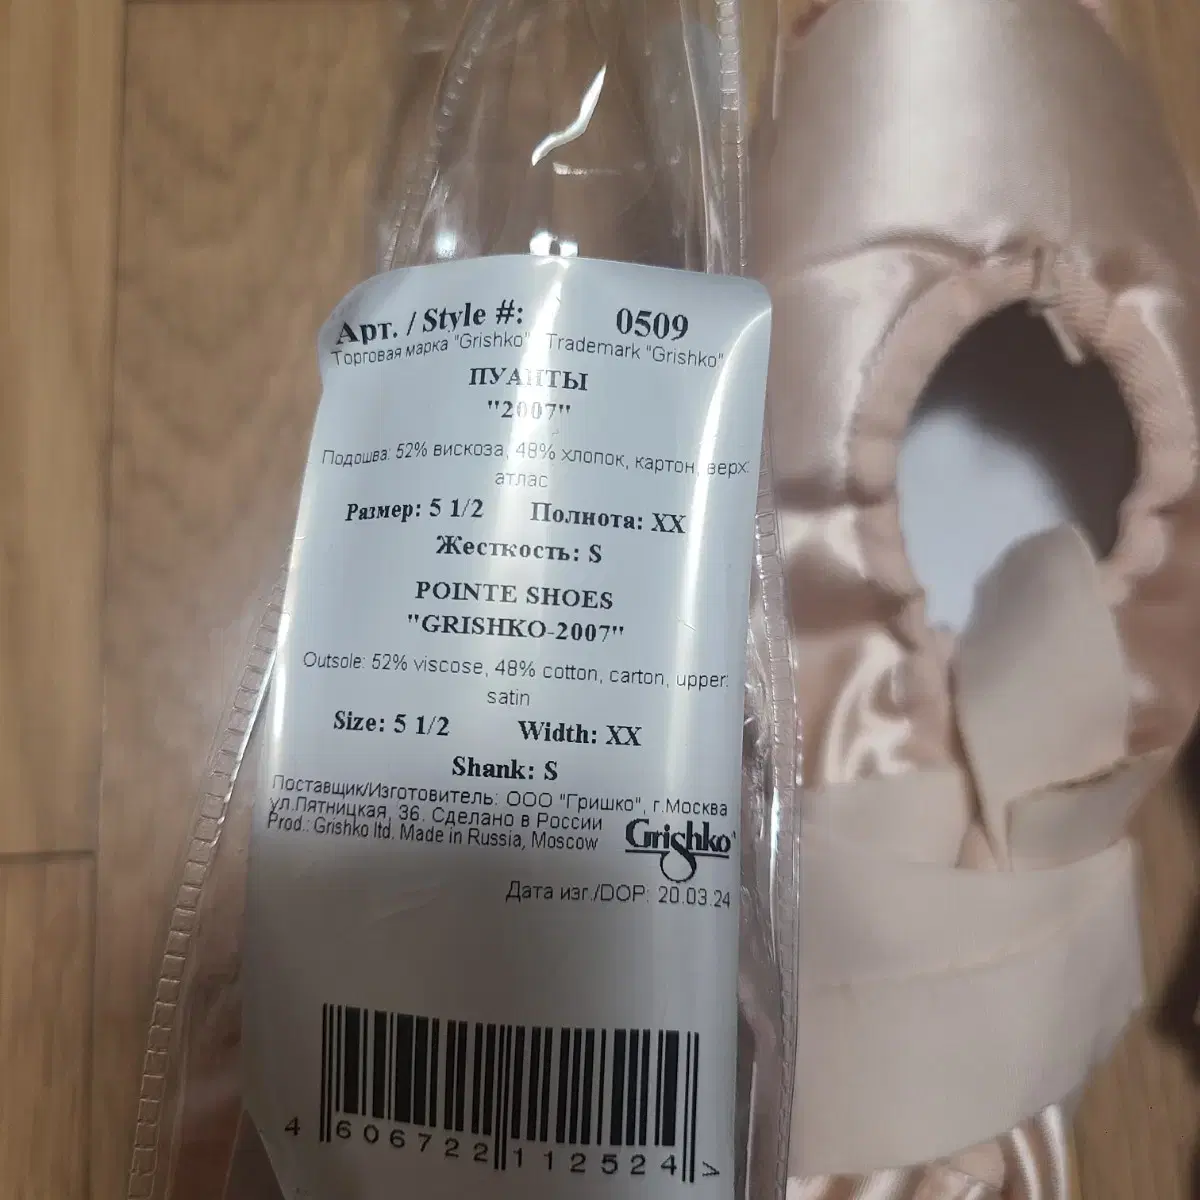 Арт. / Style #: 0509
Торговая марка "Grishko" Trademark "Grishko"
ПУАНТЫ
"2007"
Подошва: 52% вискоза, 48% хлопок, картон, верх:
атлас
Размер: 5 1/2 Полнота: XX
Жесткость: S
POINTE SHOES
"GRISHKO-2007"
Outsole: 52% viscose, 48% cotton, carton, upper:
satin
Size: 5 1/2 Width: XX
Shank: S
Поставщик/Изготовитель: ООО "Гришко", г.Москва
ул.Пятницкая, 36. Сделано в России
Prod.: Grishko ltd. Made in Russia, Moscow
Grishko
Дата изг./DOP: 20.03.24
4 606722 112524 >